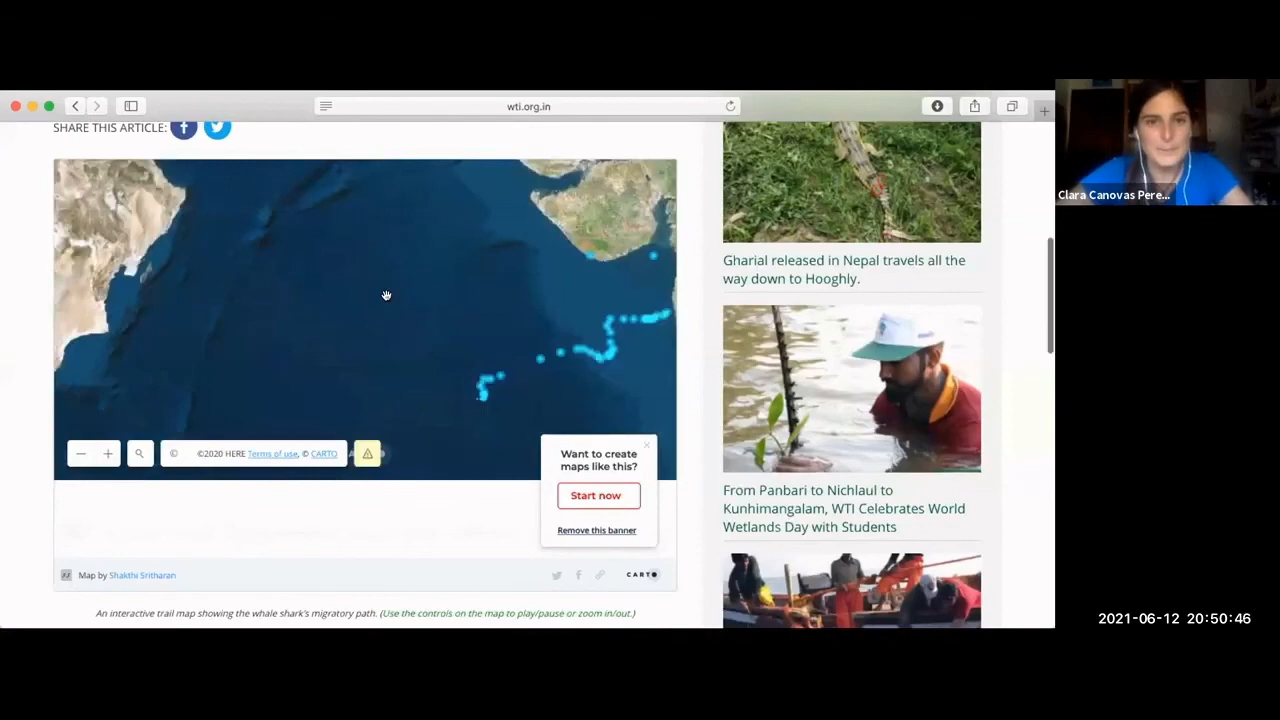 wti.org.in
SHARE THIS ARTICLE:
©
©2020 HERE Terms of use, © CARTO
Want to create
maps like this?
Start now
Remove this banner
Map by Shakthi Sritharan
CARTO
An interactive trail map showing the whale shark's migratory path. (Use the controls on the map to play/pause or zoom in/out.)
Gharial released in Nepal travels all the
way down to Hooghly.
From Panbari to Nichlaul to
Kunhimangalam, WTI Celebrates World
Wetlands Day with Students
Clara Canovas Pere...
2021-06-12 20:50:46